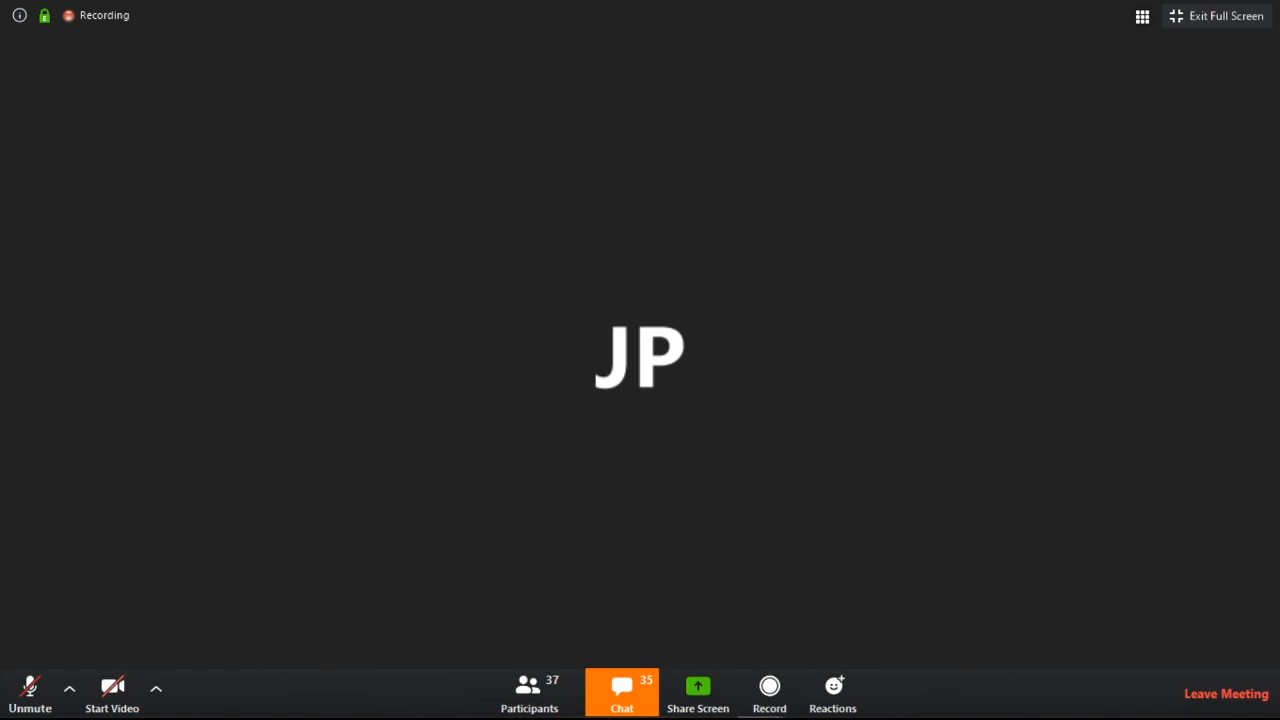 Recording
Exit Full Screen
JP
37
35
Unmute
Start Video
Participants
Chat
Share Screen
Record
Reactions
Leave Meeting